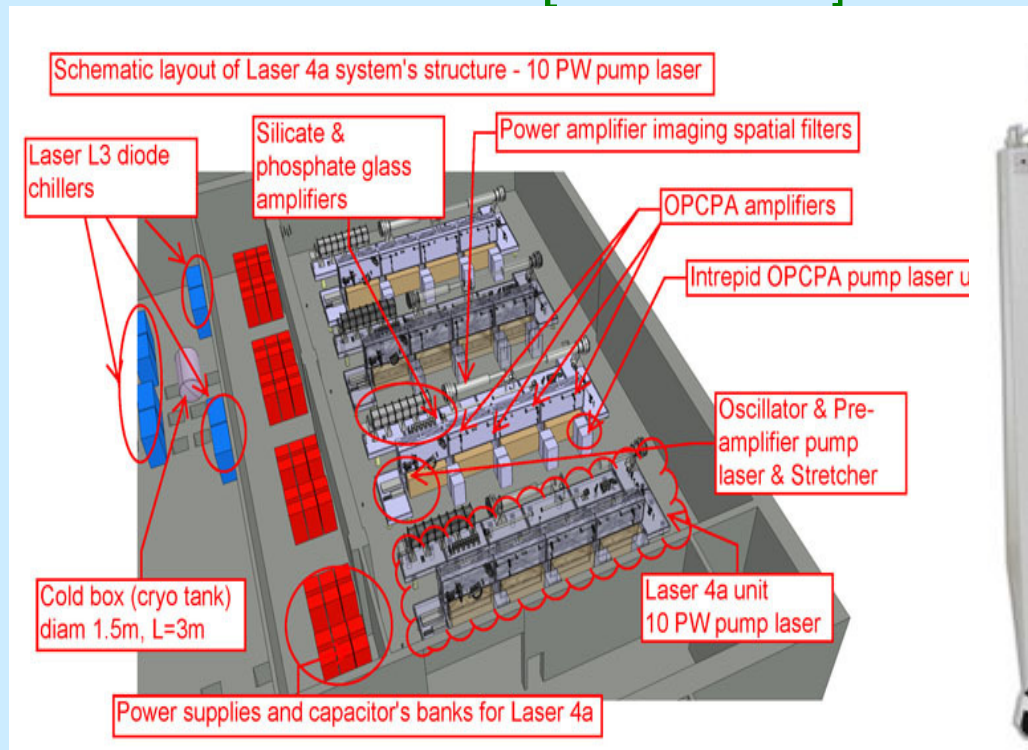 Schematic layout of Laser 4a system's structure - 10 PW pump laser
Laser L3 diode
chillers
Silicate &
phosphate glass
amplifiers
Power amplifier imaging spatial filters
OPCPA amplifiers
Intrepid OPCPA pump laser u
Oscillator & Pre-
amplifier pump
laser & Stretcher
Cold box (cryo tank)
diam 1.5m, L=3m
Laser 4a unit
10 PW pump laser
Power supplies and capacitor's banks for Laser 4a